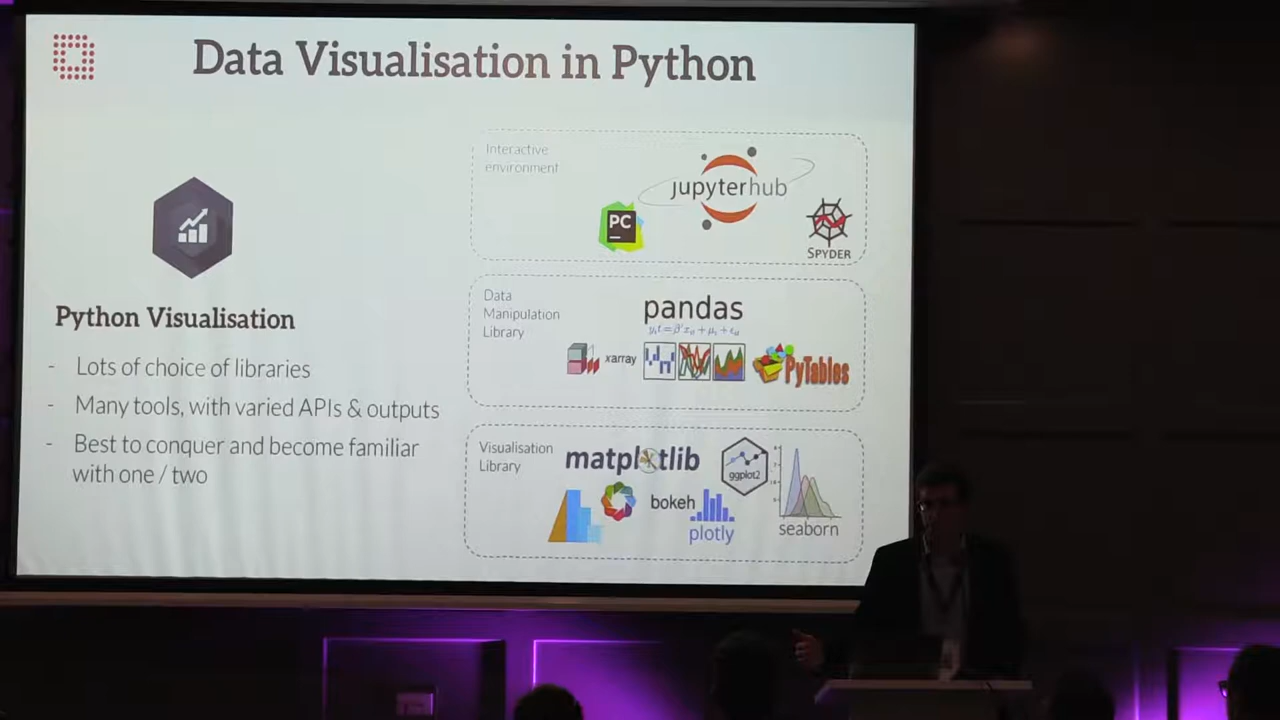 Data Visualisation in Python
Python Visualisation
- Lots of choice of libraries
- Many tools, with varied APIs & outputs
- Best to conquer and become familiar
with one / two
Interactive
environment
jupyterhub
PC
SPYDER
Data
Manipulation
Library
pandas
xarray
PyTables
Visualisation
Library
matplotlib
ggplot2
bokeh
plotly
seaborn